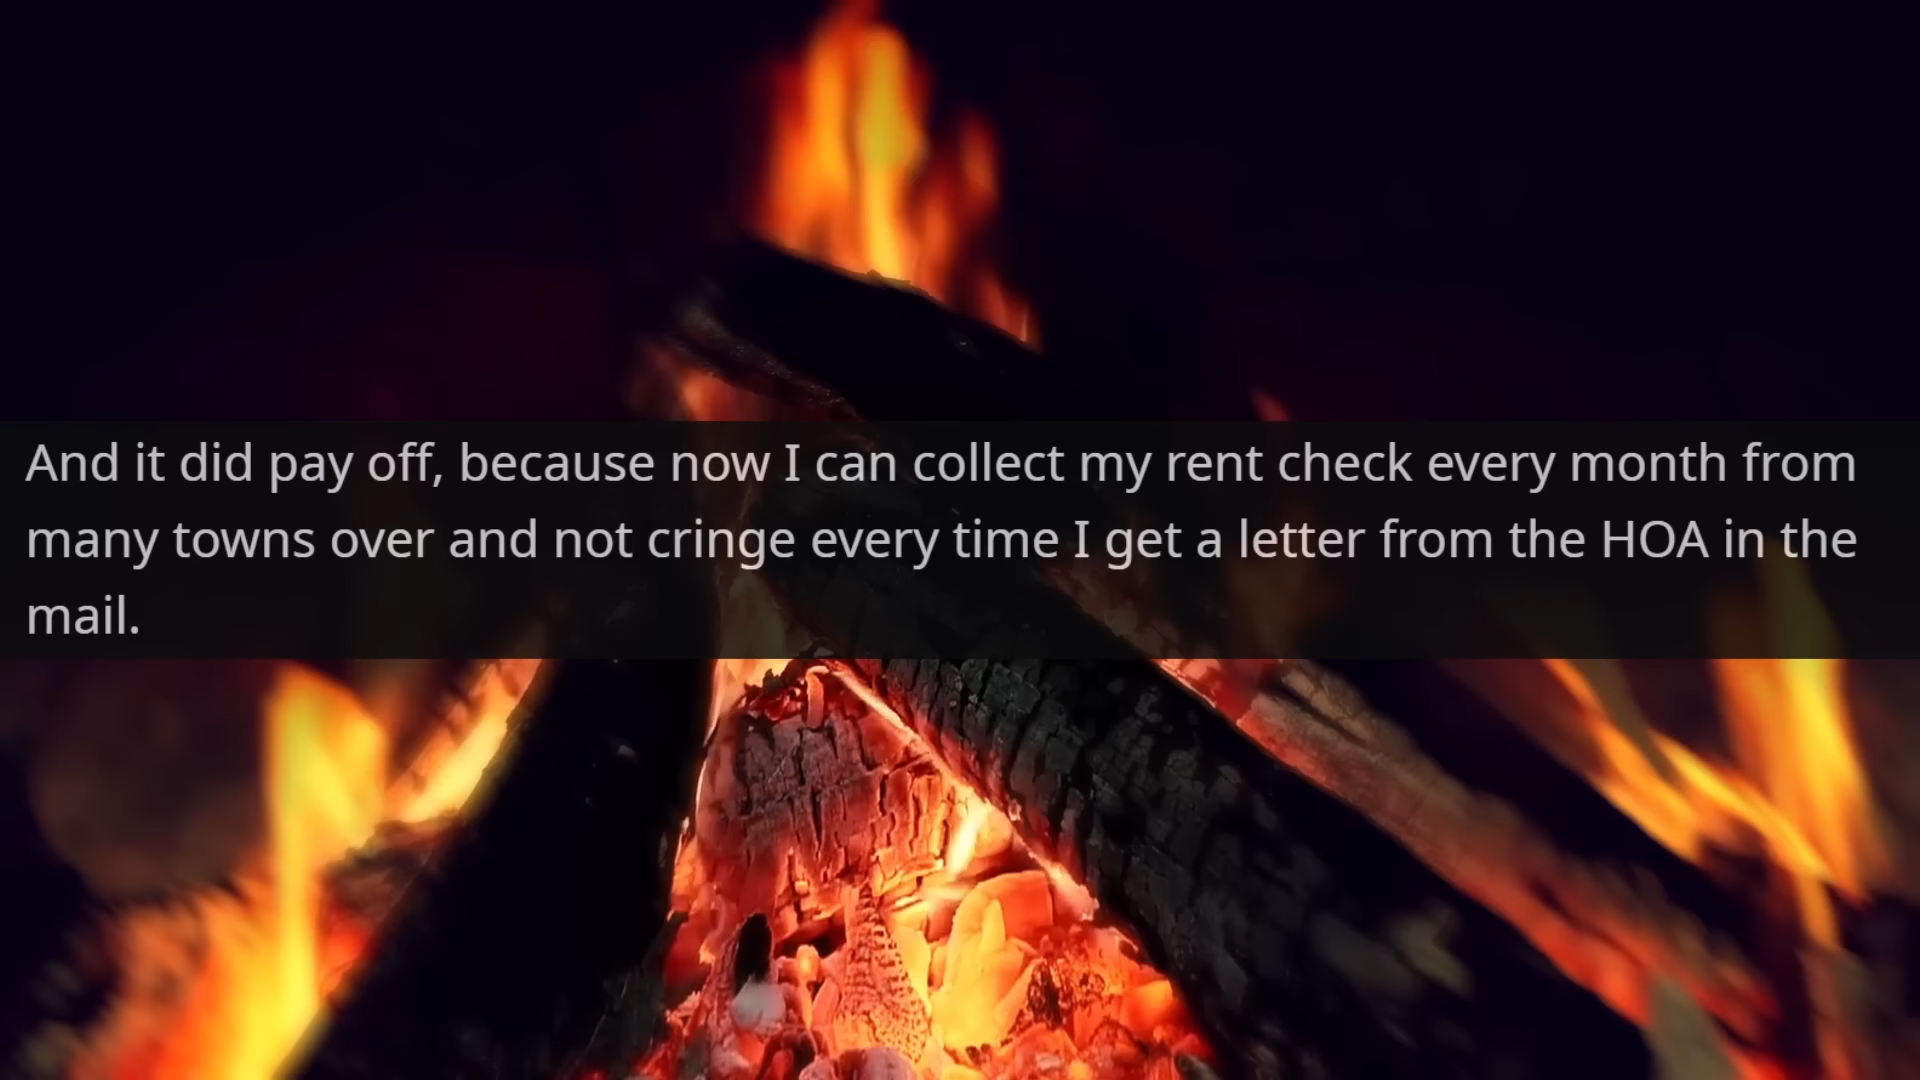 And it did pay off, because now I can collect my rent check every month from
many towns over and not cringe every time I get a letter from the HOA in the
mail.